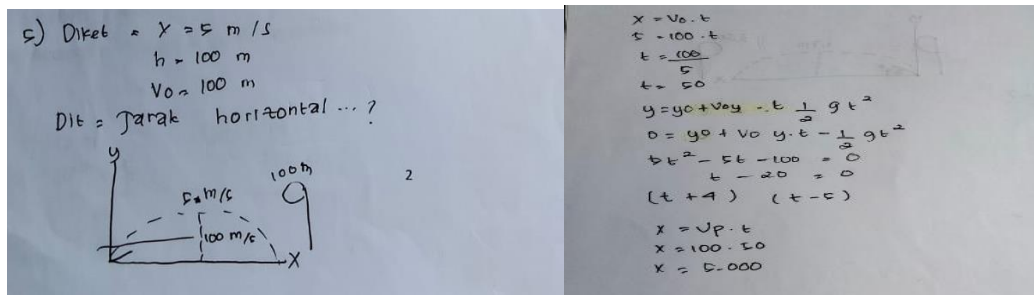 5) Diket = X = 5 m/s
h = 100 m
Vo = 100 m
Dit = Jarak horizontal ... ?
y
5 m/s
100 m
100 m/s
X
2
x = Vo . t
5 = 100 . t
t = 100/5
t = 50
y = yo + Voy - . t 1/2 g t²
0 = yo + Vo y . t - 1/2 g t²
5t² - 5t - 100 = 0
t - 20 = 0
(t + 4) (t - 5)
x = Vp . t
x = 100 . 50
x = 5.000